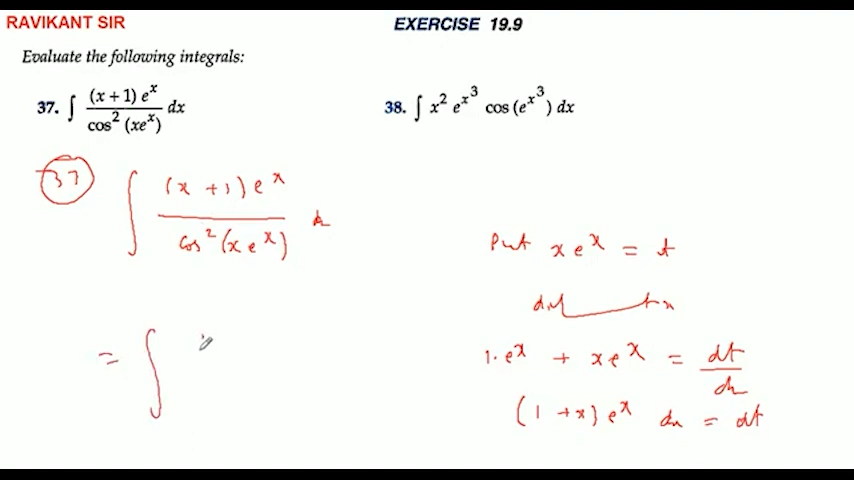 RAVIKANT SIR
EXERCISE 19.9
Evaluate the following integrals:
37. ∫ (x + 1) e^x / cos² (xe^x) dx
38. ∫ x² e^{x³} cos (e^{x³}) dx
37 ∫ (x + 1) e^x / cos² (x e^x) dx
Put x e^x = t
1. e^x + x e^x = dt/dx
= ∫
(1 + x) e^x dx = dt